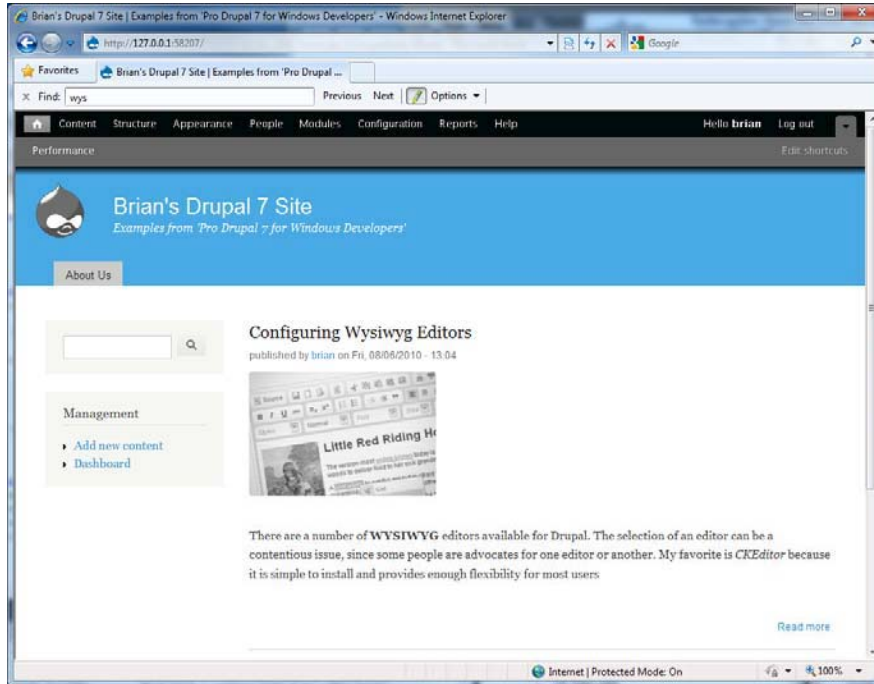 Brian's Drupal 7 Site | Examples from 'Pro Drupal 7 for Windows Developers' - Windows Internet Explorer
http://127.0.0.1:58207/
Google
Favorites
Brian's Drupal 7 Site | Examples from 'Pro Drupal ...
x Find: wys Previous Next Options
Content Structure Appearance People Modules Configuration Reports Help Hello brian Log out
Performance Edit shortcuts
Brian's Drupal 7 Site
Examples from 'Pro Drupal 7 for Windows Developers'
About Us
Management
Add new content
Dashboard
Configuring Wysiwyg Editors
published by brian on Fri, 08/06/2010 - 13:04
Source
Normal
Little Red Riding
There are a number of WYSIWYG editors available for Drupal. The selection of an editor can be a
contentious issue, since some people are advocates for one editor or another. My favorite is CKEditor because
it is simple to install and provides enough flexibility for most users
Read more
Internet | Protected Mode: On 100%